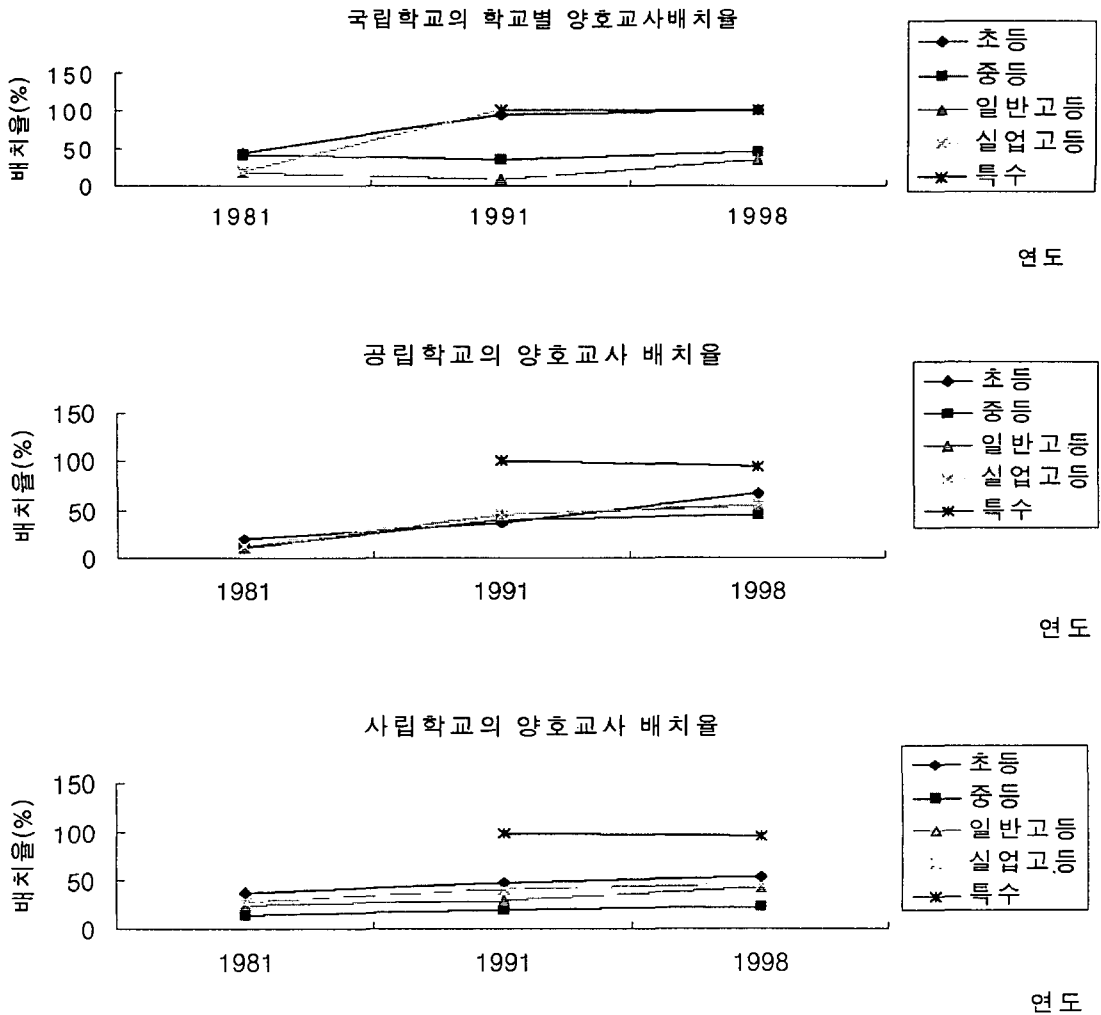 국립학교의 학교별 양호교사배치율
배치율(%)
150
100
50
0
1981 1991 1998
연도
초등
중등
일반고등
실업고등
특수
공립학교의 양호교사 배치율
배치율(%)
150
100
50
0
1981 1991 1998
연도
초등
중등
일반고등
실업고등
특수
사립학교의 양호교사 배치율
배치율(%)
150
100
50
0
1981 1991 1998
연도
초등
중등
일반고등
실업고등
특수